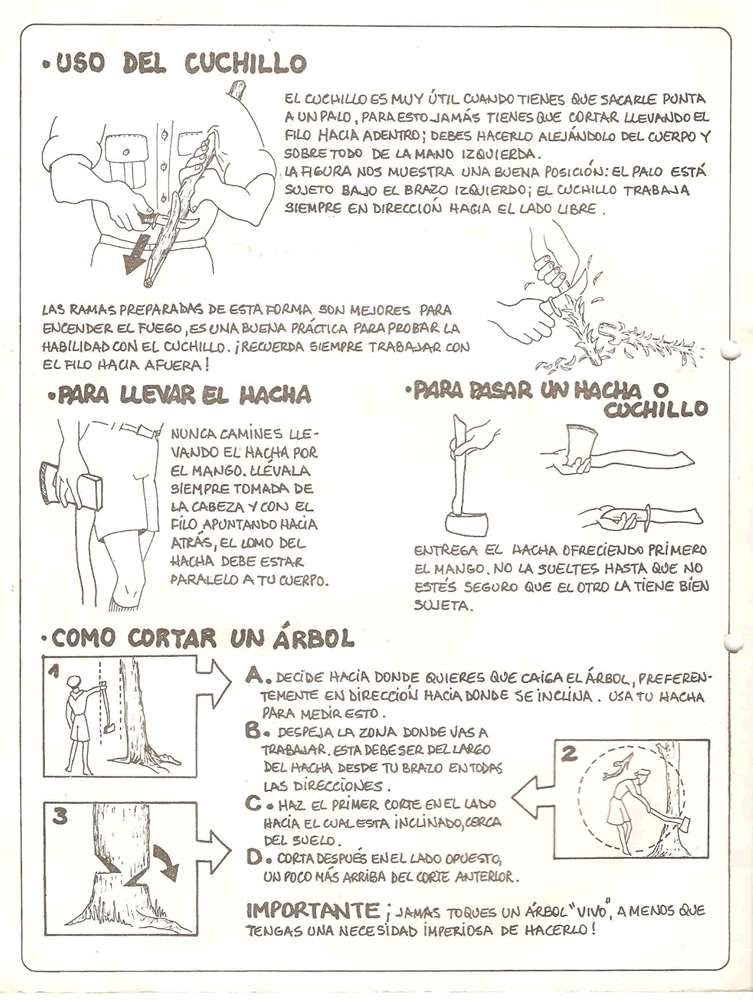 · USO DEL CUCHILLO
EL CUCHILLO ES MUY ÚTIL CUANDO TIENES QUE SACARLE PUNTA
A UN PALO, PARA ESTO JAMÁS TIENES QUE CORTAR LLEVANDO EL
FILO HACIA ADENTRO; DEBES HACERLO ALEJÁNDOLO DEL CUERPO Y
SOBRE TODO DE LA MANO IZQUIERDA.
LA FIGURA NOS MUESTRA UNA BUENA POSICIÓN: EL PALO ESTÁ
SUJETO BAJO EL BRAZO IZQUIERDO; EL CUCHILLO TRABAJA
SIEMPRE EN DIRECCIÓN HACIA EL LADO LIBRE.
LAS RAMAS PREPARADAS DE ESTA FORMA SON MEJORES PARA
ENCENDER EL FUEGO, ES UNA BUENA PRÁCTICA PARA PROBAR LA
HABILIDAD CON EL CUCHILLO. ¡RECUERDA SIEMPRE TRABAJAR CON
EL FILO HACIA AFUERA!
· PARA LLEVAR EL HACHA
NUNCA CAMINES LLE-
VANDO EL HACHA POR
EL MANGO. LLÉVALA
SIEMPRE TOMADA DE
LA CABEZA Y CON EL
FILO APUNTANDO HACIA
ATRÁS, EL LOMO DEL
HACHA DEBE ESTAR
PARALELO A TU CUERPO.
· PARA PASAR UN HACHA O
CUCHILLO
ENTREGA EL HACHA OFRECIENDO PRIMERO
EL MANGO. NO LA SUELTES HASTA QUE NO
ESTÉS SEGURO QUE EL OTRO LA TIENE BIEN
SUJETA.
· COMO CORTAR UN ÁRBOL
1
A. DECIDE HACIA DONDE QUIERES QUE CAIGA EL ÁRBOL, PREFEREN-
TEMENTE EN DIRECCIÓN HACIA DONDE SE INCLINA. USA TU HACHA
PARA MEDIR ESTO.
B. DESPEJA LA ZONA DONDE VAS A
TRABAJAR. ESTA DEBE SER DEL LARGO
DEL HACHA DESDE TU BRAZO EN TODAS
LAS DIRECCIONES.
2
C. HAZ EL PRIMER CORTE EN EL LADO
HACIA EL CUAL ESTA INCLINADO, CERCA
DEL SUELO.
3
D. CORTA DESPUÉS EN EL LADO OPUESTO,
UN POCO MÁS ARRIBA DEL CORTE ANTERIOR.
IMPORTANTE ¡JAMAS TOQUES UN ÁRBOL "VIVO", A MENOS QUE
TENGAS UNA NECESIDAD IMPERIOSA DE HACERLO!